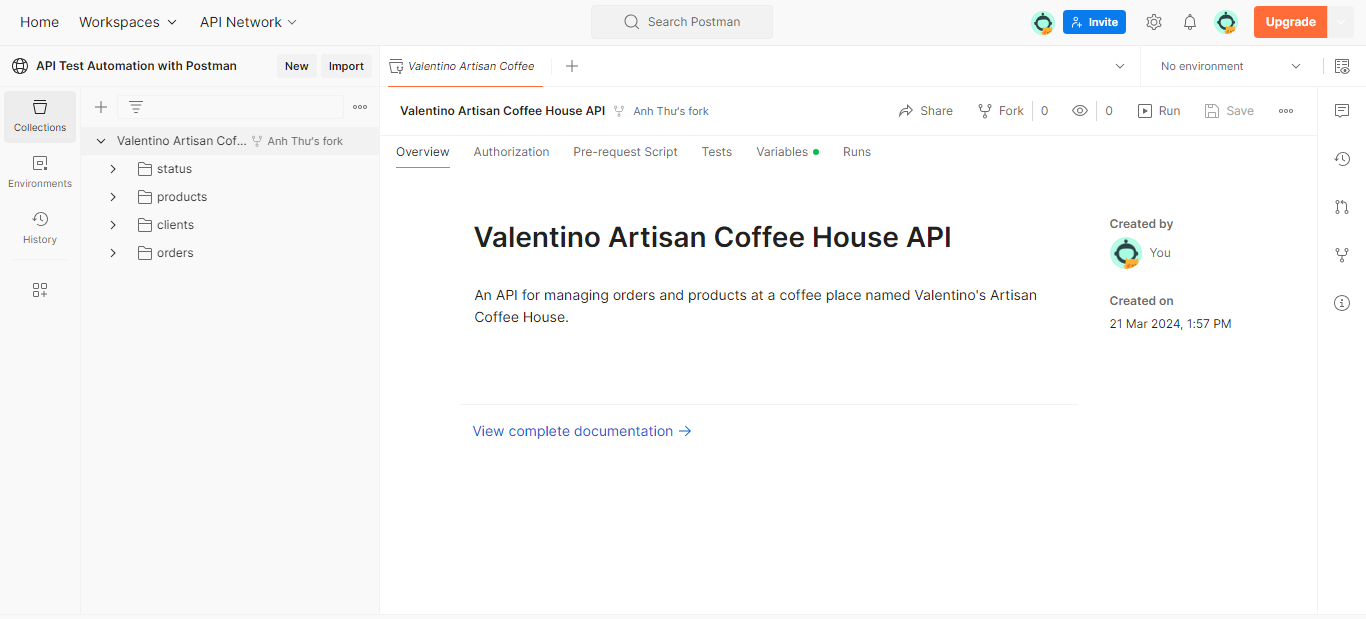 Home Workspaces API Network Search Postman Invite Upgrade
API Test Automation with Postman New Import Valentino Artisan Coffee No environment
Collections
Environments
History
Valentino Artisan Cof... Anh Thu's fork
status
products
clients
orders
Valentino Artisan Coffee House API Anh Thu's fork Share Fork 0 0 Run Save
Overview Authorization Pre-request Script Tests Variables Runs
Valentino Artisan Coffee House API
An API for managing orders and products at a coffee place named Valentino's Artisan
Coffee House.
View complete documentation →
Created by
You
Created on
21 Mar 2024, 1:57 PM